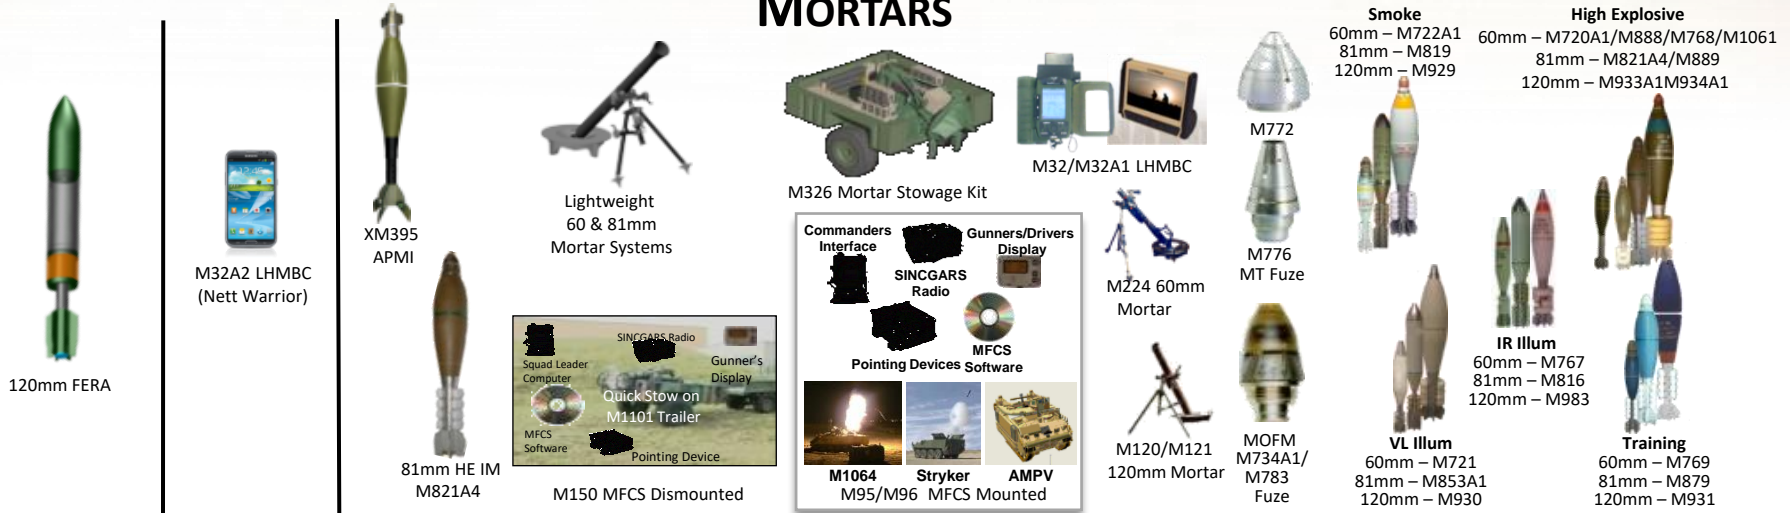 MORTARS
120mm FERA
M32A2 LHMBC
(Nett Warrior)
XM395
APMI
81mm HE IM
M821A4
Lightweight
60 & 81mm
Mortar Systems
Squad Leader
Computer
SINCGARS Radio
Gunner's
Display
Quick Stow on
M1101 Trailer
MFCS
Software
Pointing Device
M150 MFCS Dismounted
M326 Mortar Stowage Kit
Commanders
Interface
SINCGARS
Radio
Gunners/Drivers
Display
Pointing Devices
MFCS
Software
M1064
Stryker
AMPV
M95/M96 MFCS Mounted
M32/M32A1 LHMBC
M224 60mm
Mortar
M120/M121
120mm Mortar
M772
M776
MT Fuze
MOFM
M734A1/
M783
Fuze
Smoke
60mm – M722A1
81mm – M819
120mm – M929
High Explosive
60mm – M720A1/M888/M768/M1061
81mm – M821A4/M889
120mm – M933A1M934A1
IR Illum
60mm – M767
81mm – M816
120mm – M983
VL Illum
60mm – M721
81mm – M853A1
120mm – M930
Training
60mm – M769
81mm – M879
120mm – M931